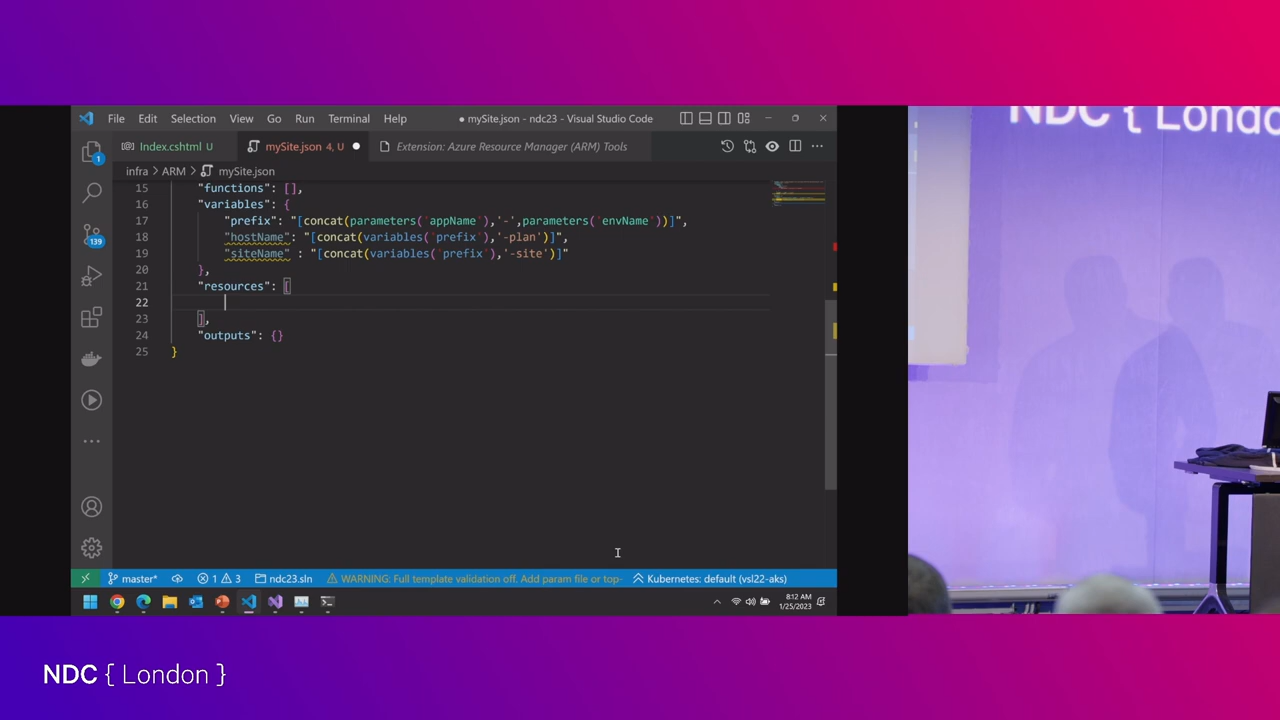 File Edit Selection View Go Run Terminal Help
● mySite.json - ndc23 - Visual Studio Code
Index.cshtml U
mySite.json 4, U ●
Extension: Azure Resource Manager (ARM) Tools
infra > ARM > mySite.json
15 "functions": [],
16 "variables": {
17 "prefix": "[concat(parameters('appName'),'-',parameters('envName'))]",
18 "hostName": "[concat(variables('prefix'),'-plan')]",
19 "siteName" : "[concat(variables('prefix'),'-site')]"
20 },
21 "resources": [
22
23 ],
24 "outputs": {}
25 }
1
139
master* 1 3 ndc23.sln WARNING: Full template validation off. Add param file or top- Kubernetes: default (vsl22-aks)
8:12 AM
1/25/2023
NDC { London }
NDC { Londo